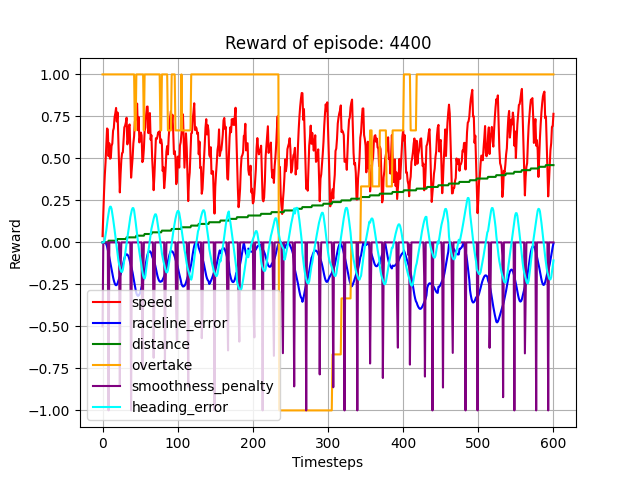 Reward of episode: 4400
Reward
1.00
0.75
0.50
0.25
0.00
−0.25
−0.50
−0.75
−1.00
speed
raceline_error
distance
overtake
smoothness_penalty
heading_error
0 100 200 300 400 500 600
Timesteps